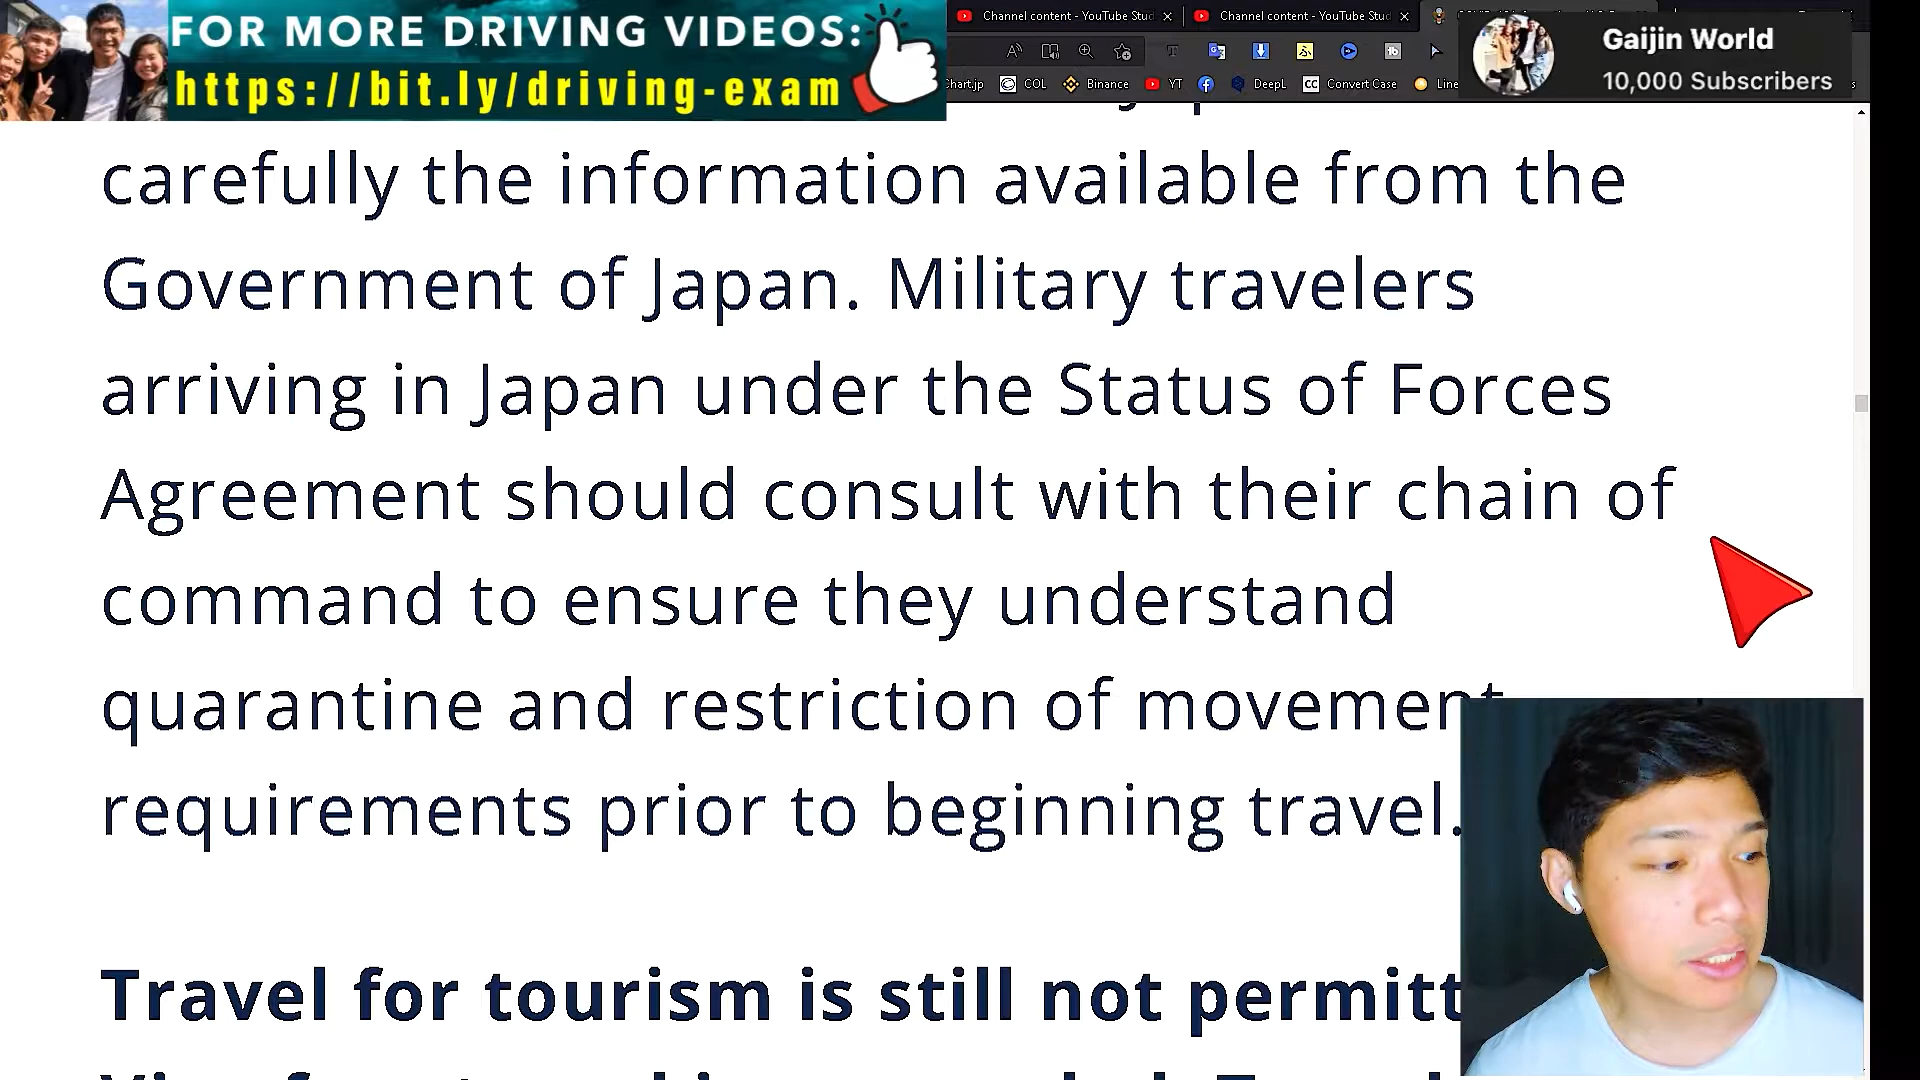 FOR MORE DRIVING VIDEOS:
https://bit.ly/driving-exam
Channel content - YouTube Stud
Channel content - YouTube Stud
Gaijin World
10,000 Subscribers
COL
Binance
YT
DeepL
CC
Convert Case
Line
carefully the information available from the
Government of Japan. Military travelers
arriving in Japan under the Status of Forces
Agreement should consult with their chain of
command to ensure they understand
quarantine and restriction of movement
requirements prior to beginning travel.
Travel for tourism is still not permitt